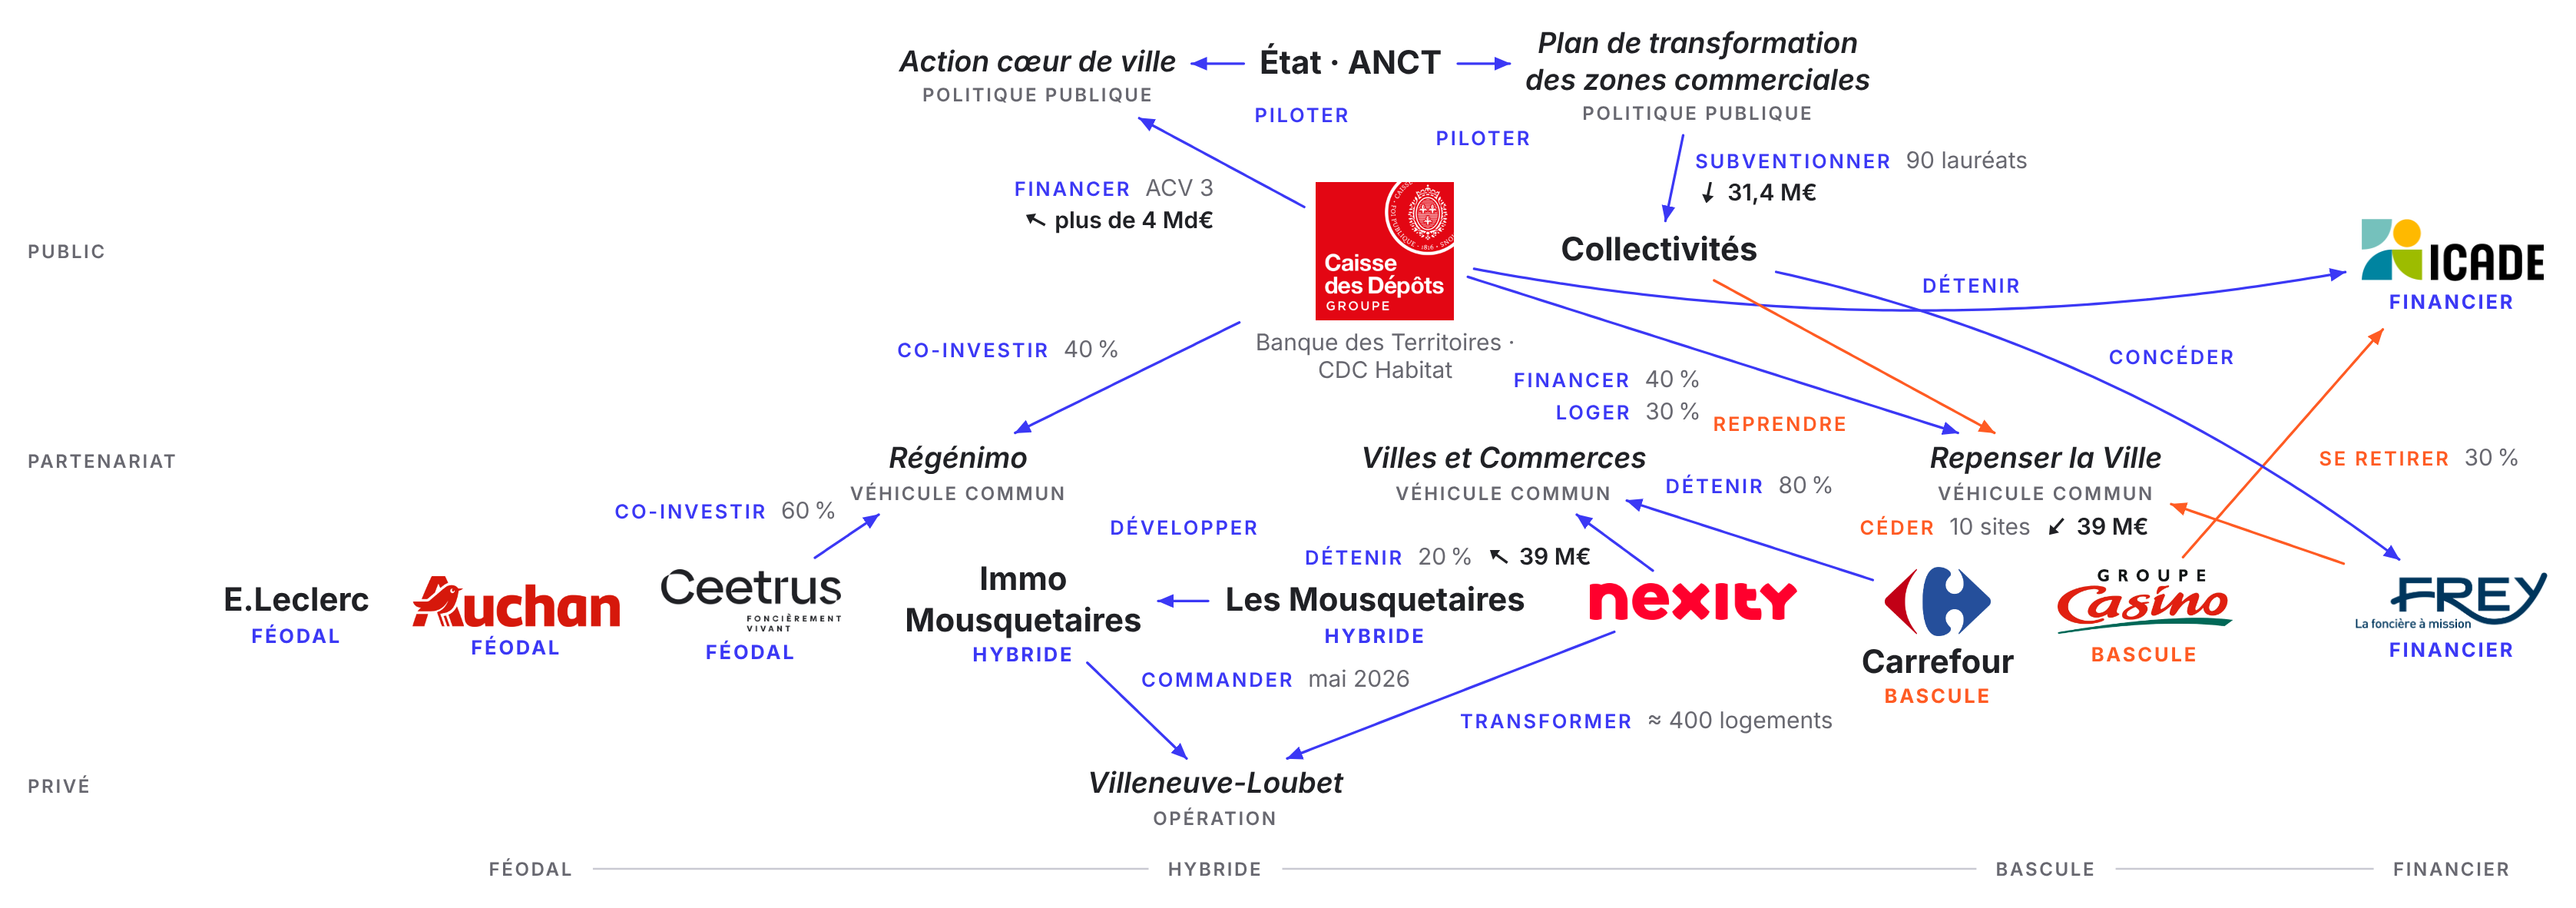 Action cœur de ville
POLITIQUE PUBLIQUE
État · ANCT
Plan de transformation
des zones commerciales
POLITIQUE PUBLIQUE
PILOTER
PILOTER
SUBVENTIONNER 90 lauréats
↓ 31,4 M€
FINANCER ACV 3
↖ plus de 4 Md€
PUBLIC
Caisse
des Dépôts
GROUPE
Banque des Territoires ·
CDC Habitat
Collectivités
ICADE
FINANCIER
DÉTENIR
CONCÉDER
CO-INVESTIR 40 %
FINANCER 40 %
LOGER 30 %
REPRENDRE
PARTENARIAT
Régénimo
VÉHICULE COMMUN
Villes et Commerces
VÉHICULE COMMUN
Repenser la Ville
VÉHICULE COMMUN
SE RETIRER 30 %
CO-INVESTIR 60 %
DÉVELOPPER
DÉTENIR 80 %
DÉTENIR 20 % ↖ 39 M€
CÉDER 10 sites ↙ 39 M€
E.Leclerc
FÉODAL
Auchan
FÉODAL
Ceetrus
FONCIÈREMENT
VIVANT
FÉODAL
Immo
Mousquetaires
HYBRIDE
Les Mousquetaires
HYBRIDE
nexity
Carrefour
BASCULE
GROUPE
Casino
BASCULE
FREY
La foncière à mission
FINANCIER
COMMANDER mai 2026
TRANSFORMER ≈ 400 logements
PRIVÉ
Villeneuve-Loubet
OPÉRATION
FÉODAL
HYBRIDE
BASCULE
FINANCIER